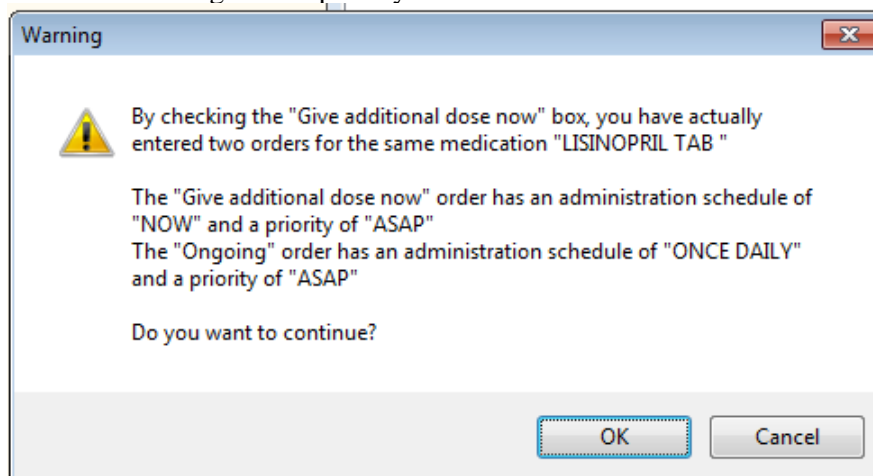 Warning
By checking the "Give additional dose now" box, you have actually
entered two orders for the same medication "LISINOPRIL TAB "
The "Give additional dose now" order has an administration schedule of
"NOW" and a priority of "ASAP"
The "Ongoing" order has an administration schedule of "ONCE DAILY"
and a priority of "ASAP"
Do you want to continue?
OK
Cancel